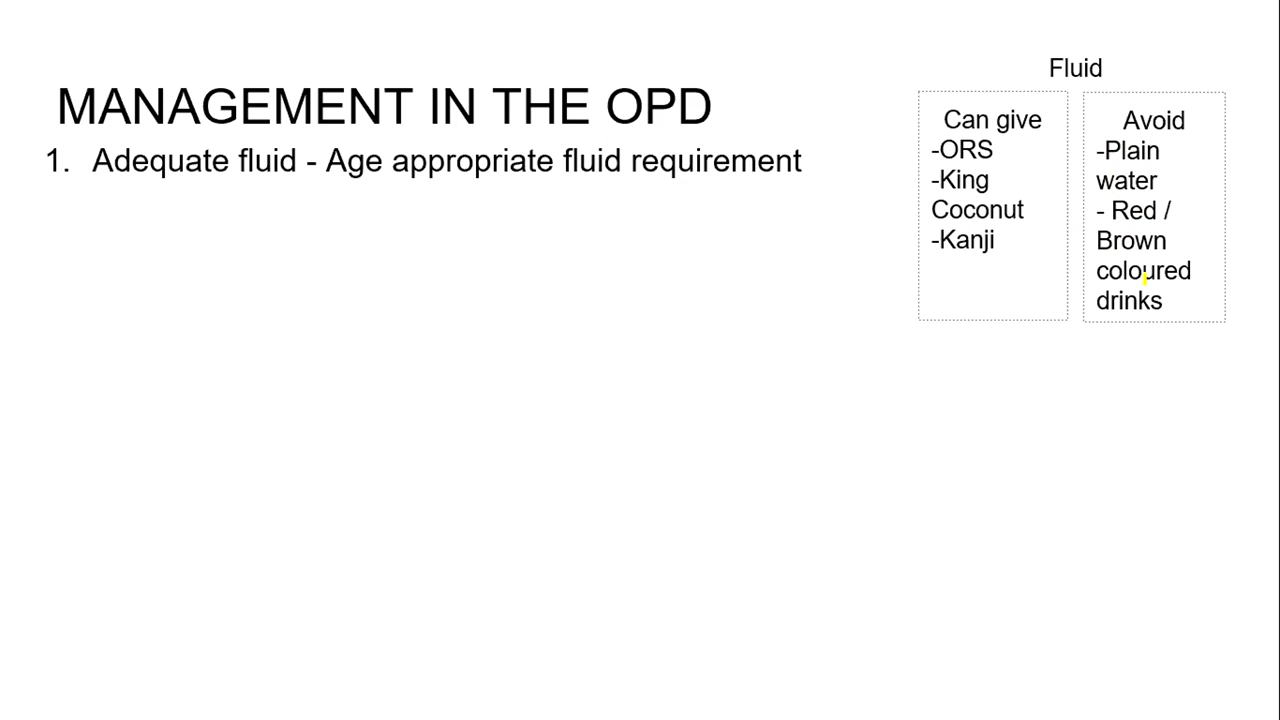 MANAGEMENT IN THE OPD
1. Adequate fluid - Age appropriate fluid requirement
Fluid
Can give
-ORS
-King
Coconut
-Kanji
Avoid
-Plain
water
- Red /
Brown
coloured
drinks